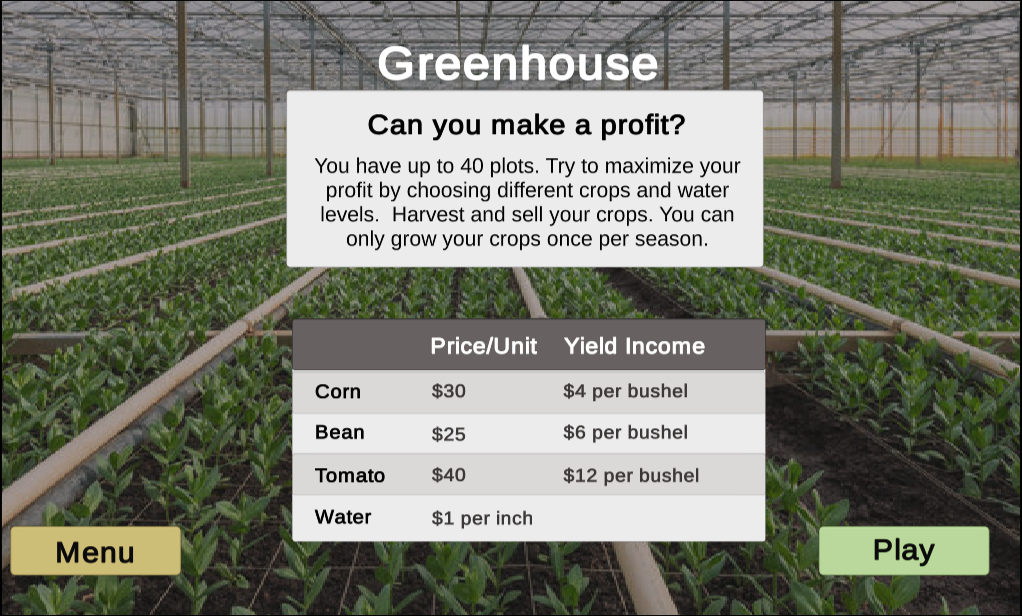 Greenhouse
Can you make a profit?
You have up to 40 plots. Try to maximize your
profit by choosing different crops and water
levels.  Harvest and sell your crops. You can
only grow your crops once per season.
Price/Unit Yield Income
Corn $30 $4 per bushel
Bean $25 $6 per bushel
Tomato $40 $12 per bushel
Water $1 per inch
Menu Play